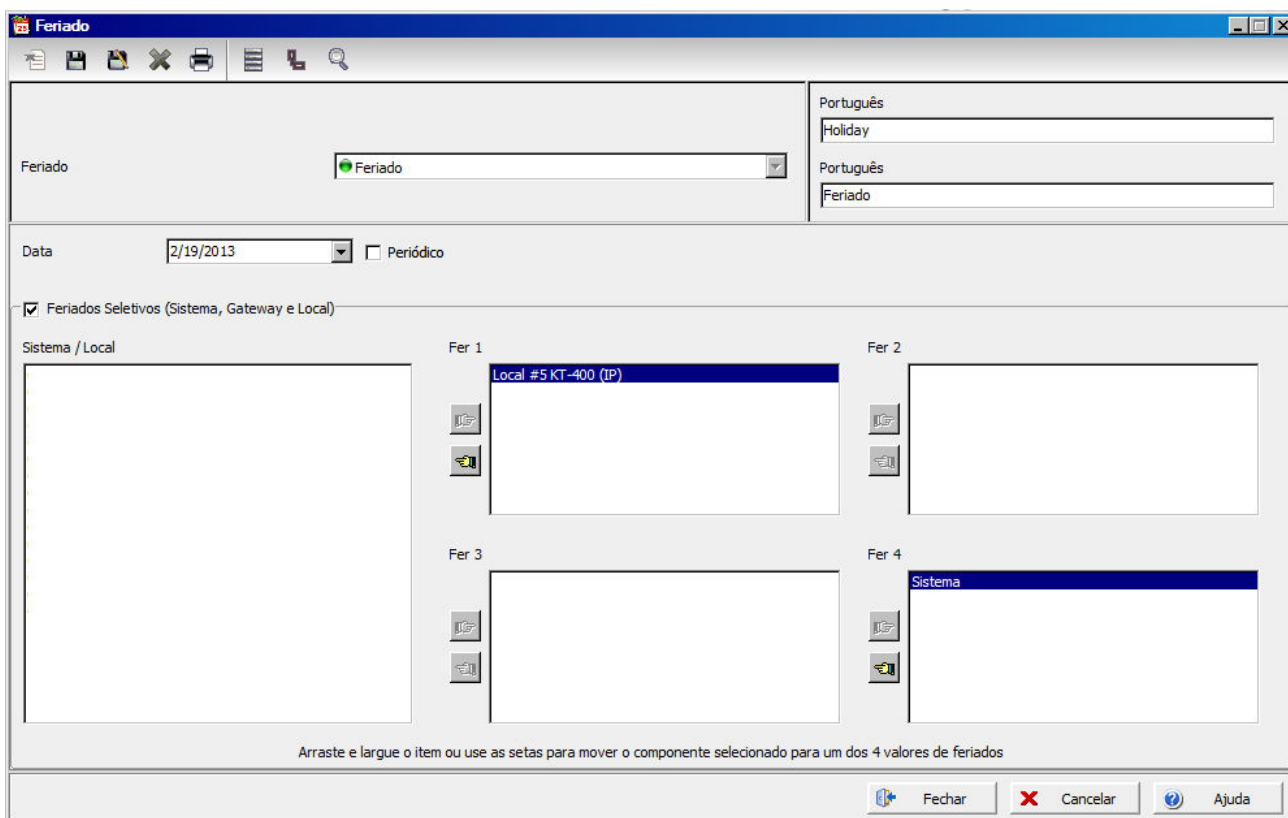 Feriado
Português
Holiday
Feriado
Feriado
Português
Feriado
Data
2/19/2013
Periódico
Feriados Seletivos (Sistema, Gateway e Local)
Sistema / Local
Fer 1
Fer 2
Local #5 KT-400 (IP)
Fer 3
Fer 4
Sistema
Arraste e largue o item ou use as setas para mover o componente selecionado para um dos 4 valores de feriados
Fechar
Cancelar
Ajuda